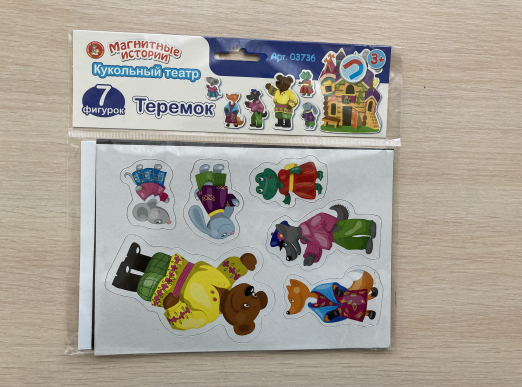 Магнитные
истории
Кукольный театр
Арт. 03736
3+
7
фигурок
Теремок